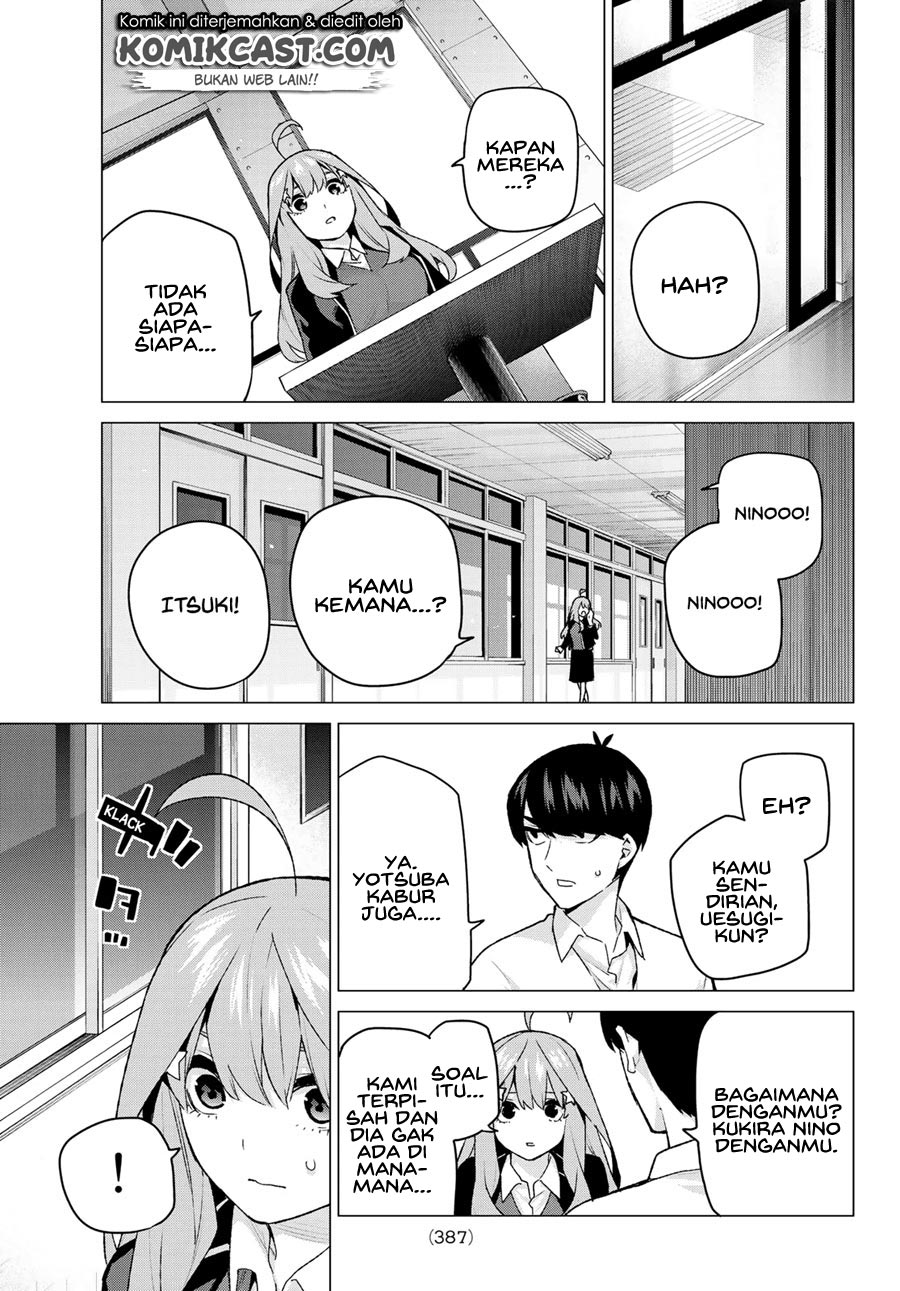 Komik ini diterjemahkan & diedit oleh
KOMIKCAST.COM
BUKAN WEB LAIN!!
HAH?
KAPAN
MEREKA
...?
TIDAK
ADA
SIAPA-
SIAPA...
NINOOO!
NINOOO!
KAMU
KEMANA...?
ITSUKI!
EH?
KAMU
SEN-
DIRIAN,
UESUGI-
KUN?
YA,
YOTSUBA
KABUR
JUGA....
BAGAIMANA
DENGANMU?
KUKIRA NINO
DENGANMU.
SOAL
ITU...
KAMI
TERPI-
SAH DAN
DIA GAK
ADA DI
MANA-
MANA...
KLACK
!
(387)